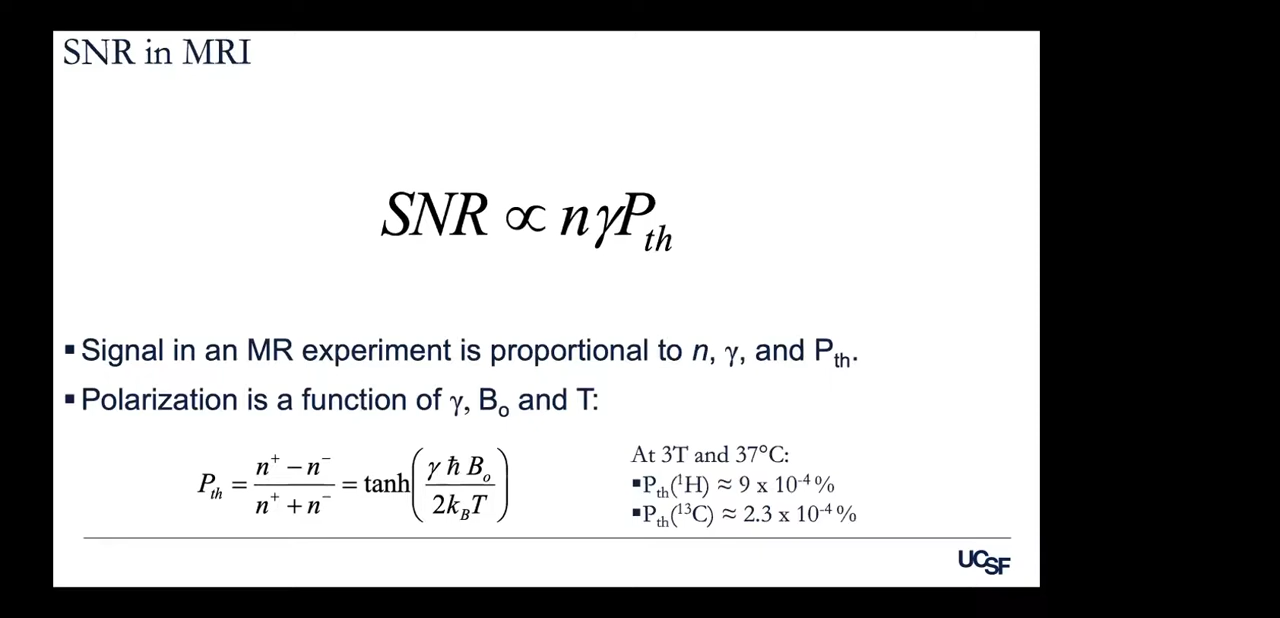 SNR in MRI
SNR ∝ nγP_th
▪Signal in an MR experiment is proportional to n, γ, and P_th.
▪Polarization is a function of γ, B_o and T:
P_th = (n⁺ − n⁻)/(n⁺ + n⁻) = tanh(γ ħ B_o / 2k_BT)
At 3T and 37°C:
▪P_th(¹H) ≈ 9 x 10⁻⁴ %
▪P_th(¹³C) ≈ 2.3 x 10⁻⁴ %
UCSF